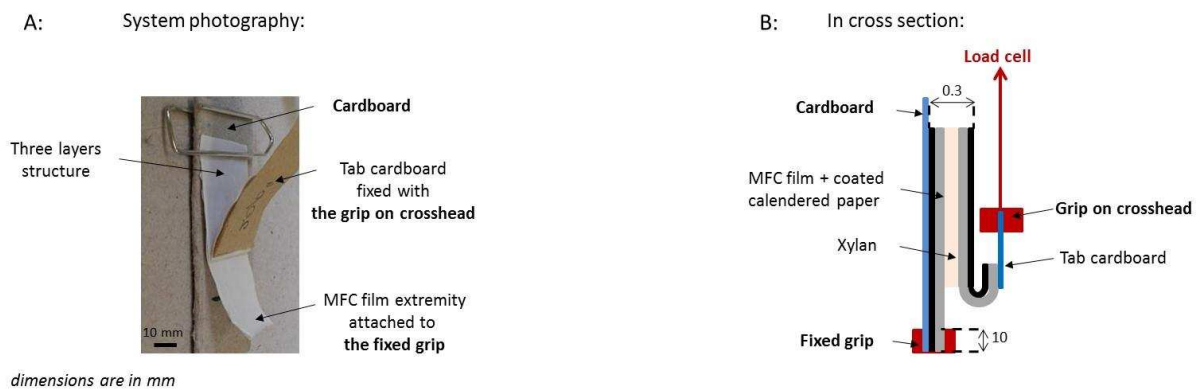 A:
System photography:
Cardboard
Three layers
structure
Tab cardboard
fixed with
the grip on crosshead
MFC film extremity
attached to
the fixed grip
10 mm
dimensions are in mm
B:
In cross section:
Load cell
0.3
Cardboard
MFC film + coated
calendered paper
Grip on crosshead
Xylan
Tab cardboard
Fixed grip
10